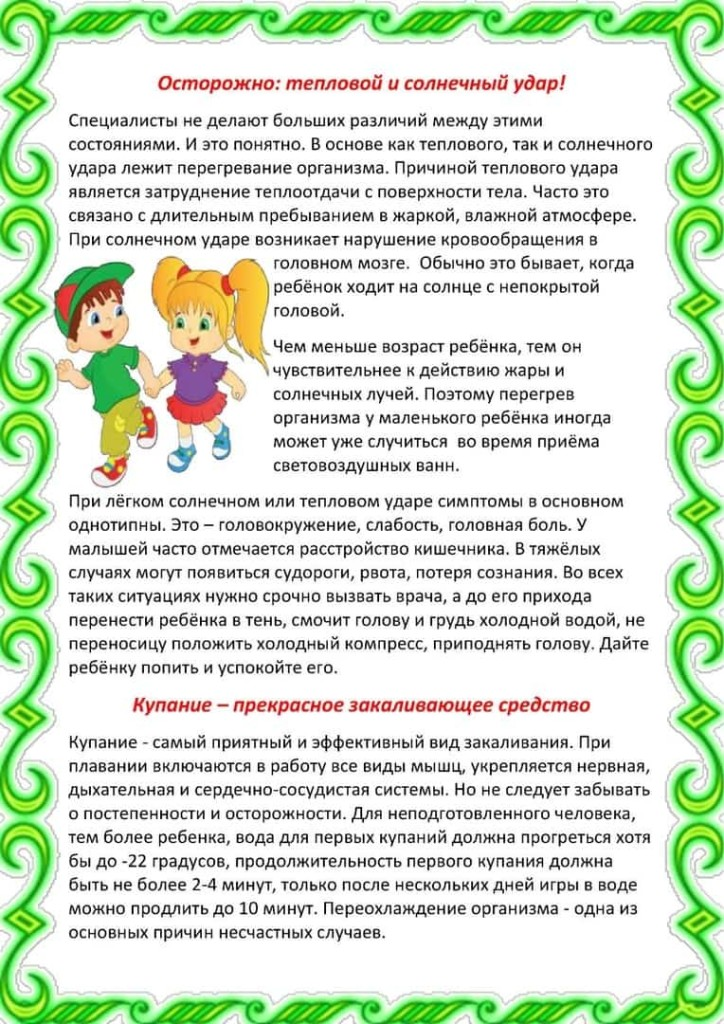 Осторожно: тепловой и солнечный удар!
Специалисты не делают больших различий между этими
состояниями. И это понятно. В основе как теплового, так и солнечного
удара лежит перегревание организма. Причиной теплового удара
является затруднение теплоотдачи с поверхности тела. Часто это
связано с длительным пребыванием в жаркой, влажной атмосфере.
При солнечном ударе возникает нарушение кровообращения в
головном мозге. Обычно это бывает, когда
ребёнок ходит на солнце с непокрытой
головой.
Чем меньше возраст ребёнка, тем он
чувствительнее к действию жары и
солнечных лучей. Поэтому перегрев
организма у маленького ребёнка иногда
может уже случиться во время приёма
световоздушных ванн.
При лёгком солнечном или тепловом ударе симптомы в основном
однотипны. Это – головокружение, слабость, головная боль. У
малышей часто отмечается расстройство кишечника. В тяжёлых
случаях могут появиться судороги, рвота, потеря сознания. Во всех
таких ситуациях нужно срочно вызвать врача, а до его прихода
перенести ребёнка в тень, смочит голову и грудь холодной водой, не
переносицу положить холодный компресс, приподнять голову. Дайте
ребёнку попить и успокойте его.
Купание – прекрасное закаливающее средство
Купание - самый приятный и эффективный вид закаливания. При
плавании включаются в работу все виды мышц, укрепляется нервная,
дыхательная и сердечно-сосудистая системы. Но не следует забывать
о постепенности и осторожности. Для неподготовленного человека,
тем более ребенка, вода для первых купаний должна прогреться хотя
бы до -22 градусов, продолжительность первого купания должна
быть не более 2-4 минут, только после нескольких дней игры в воде
можно продлить до 10 минут. Переохлаждение организма - одна из
основных причин несчастных случаев.